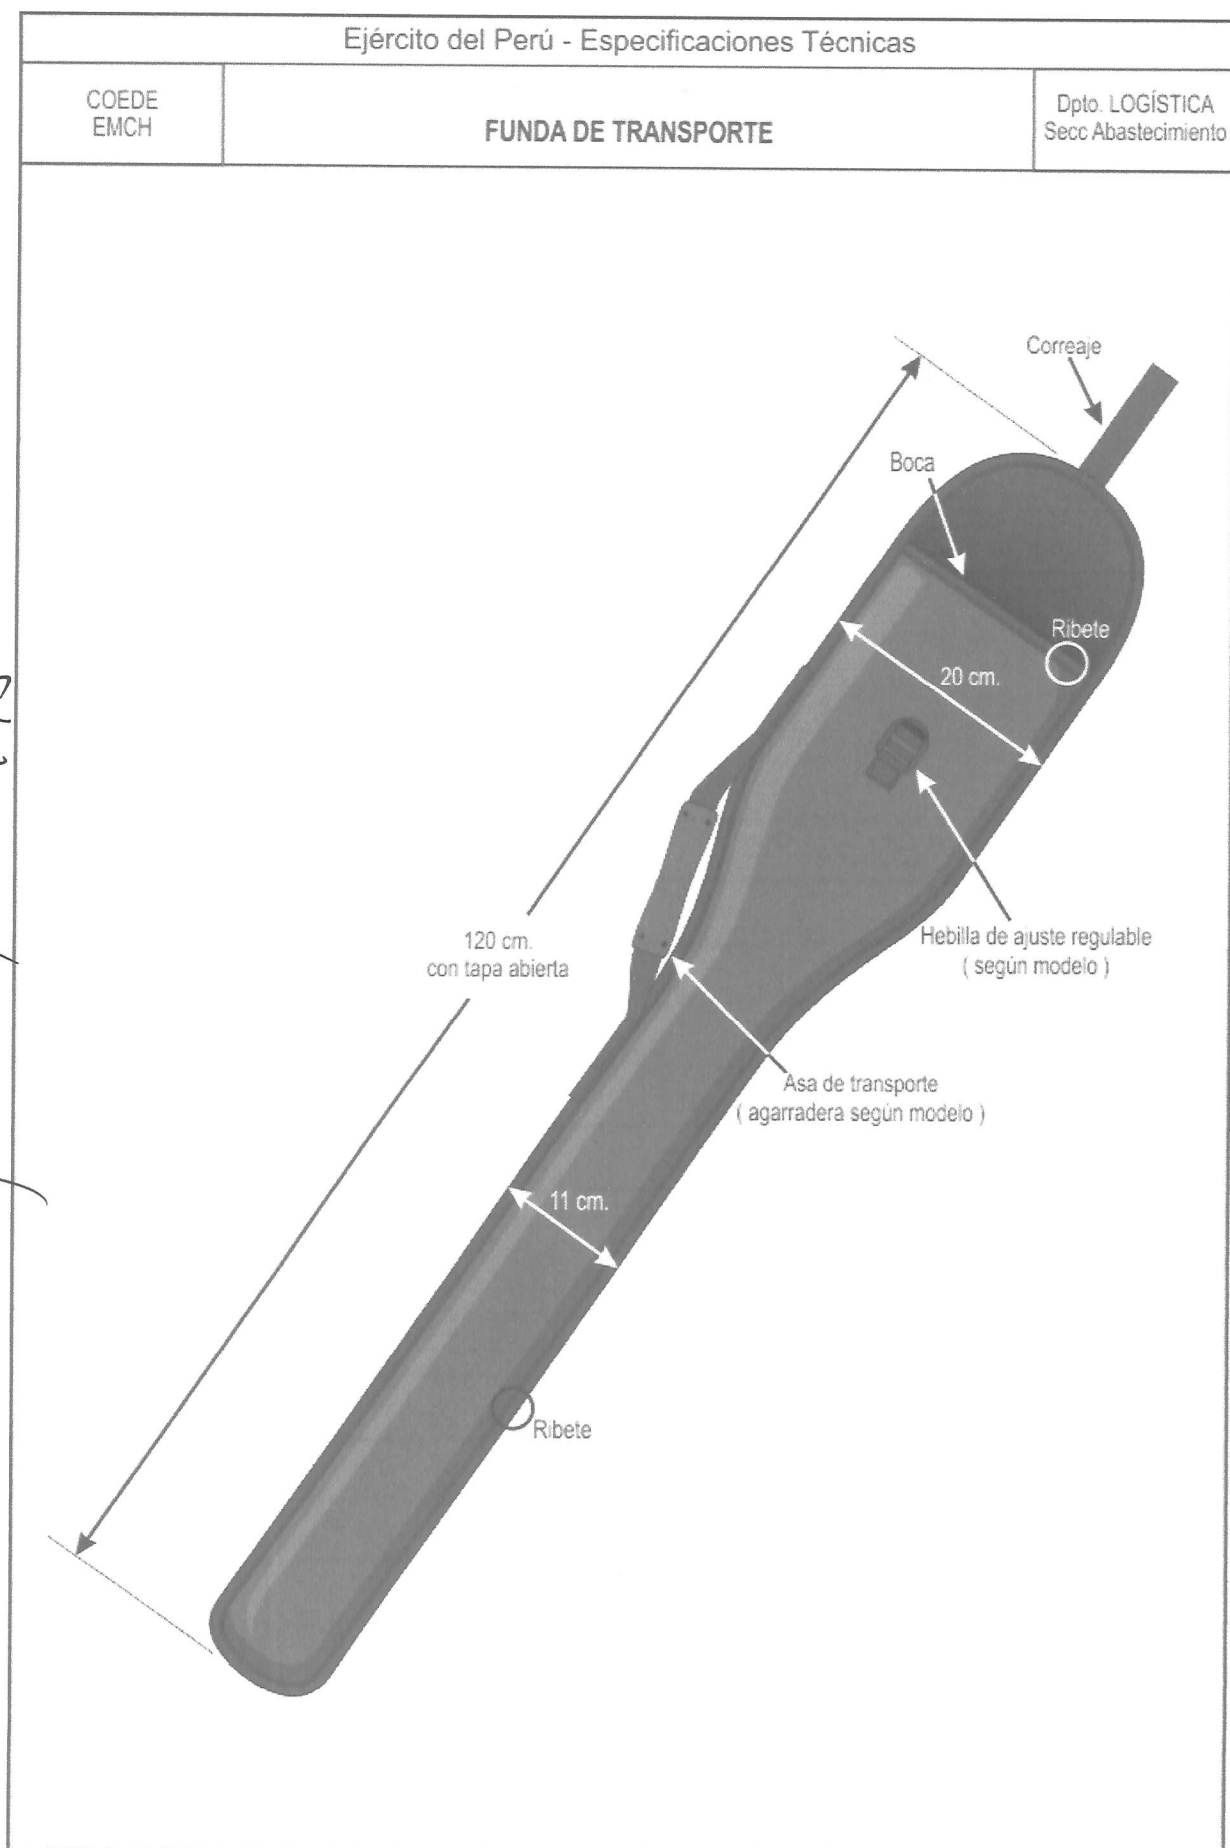 Ejército del Perú - Especificaciones Técnicas
COEDE
EMCH
FUNDA DE TRANSPORTE
Dpto. LOGÍSTICA
Secc Abastecimiento
Correaje
Boca
Ribete
20 cm.
120 cm.
con tapa abierta
Hebilla de ajuste regulable
( según modelo )
Asa de transporte
( agarradera según modelo )
11 cm.
Ribete